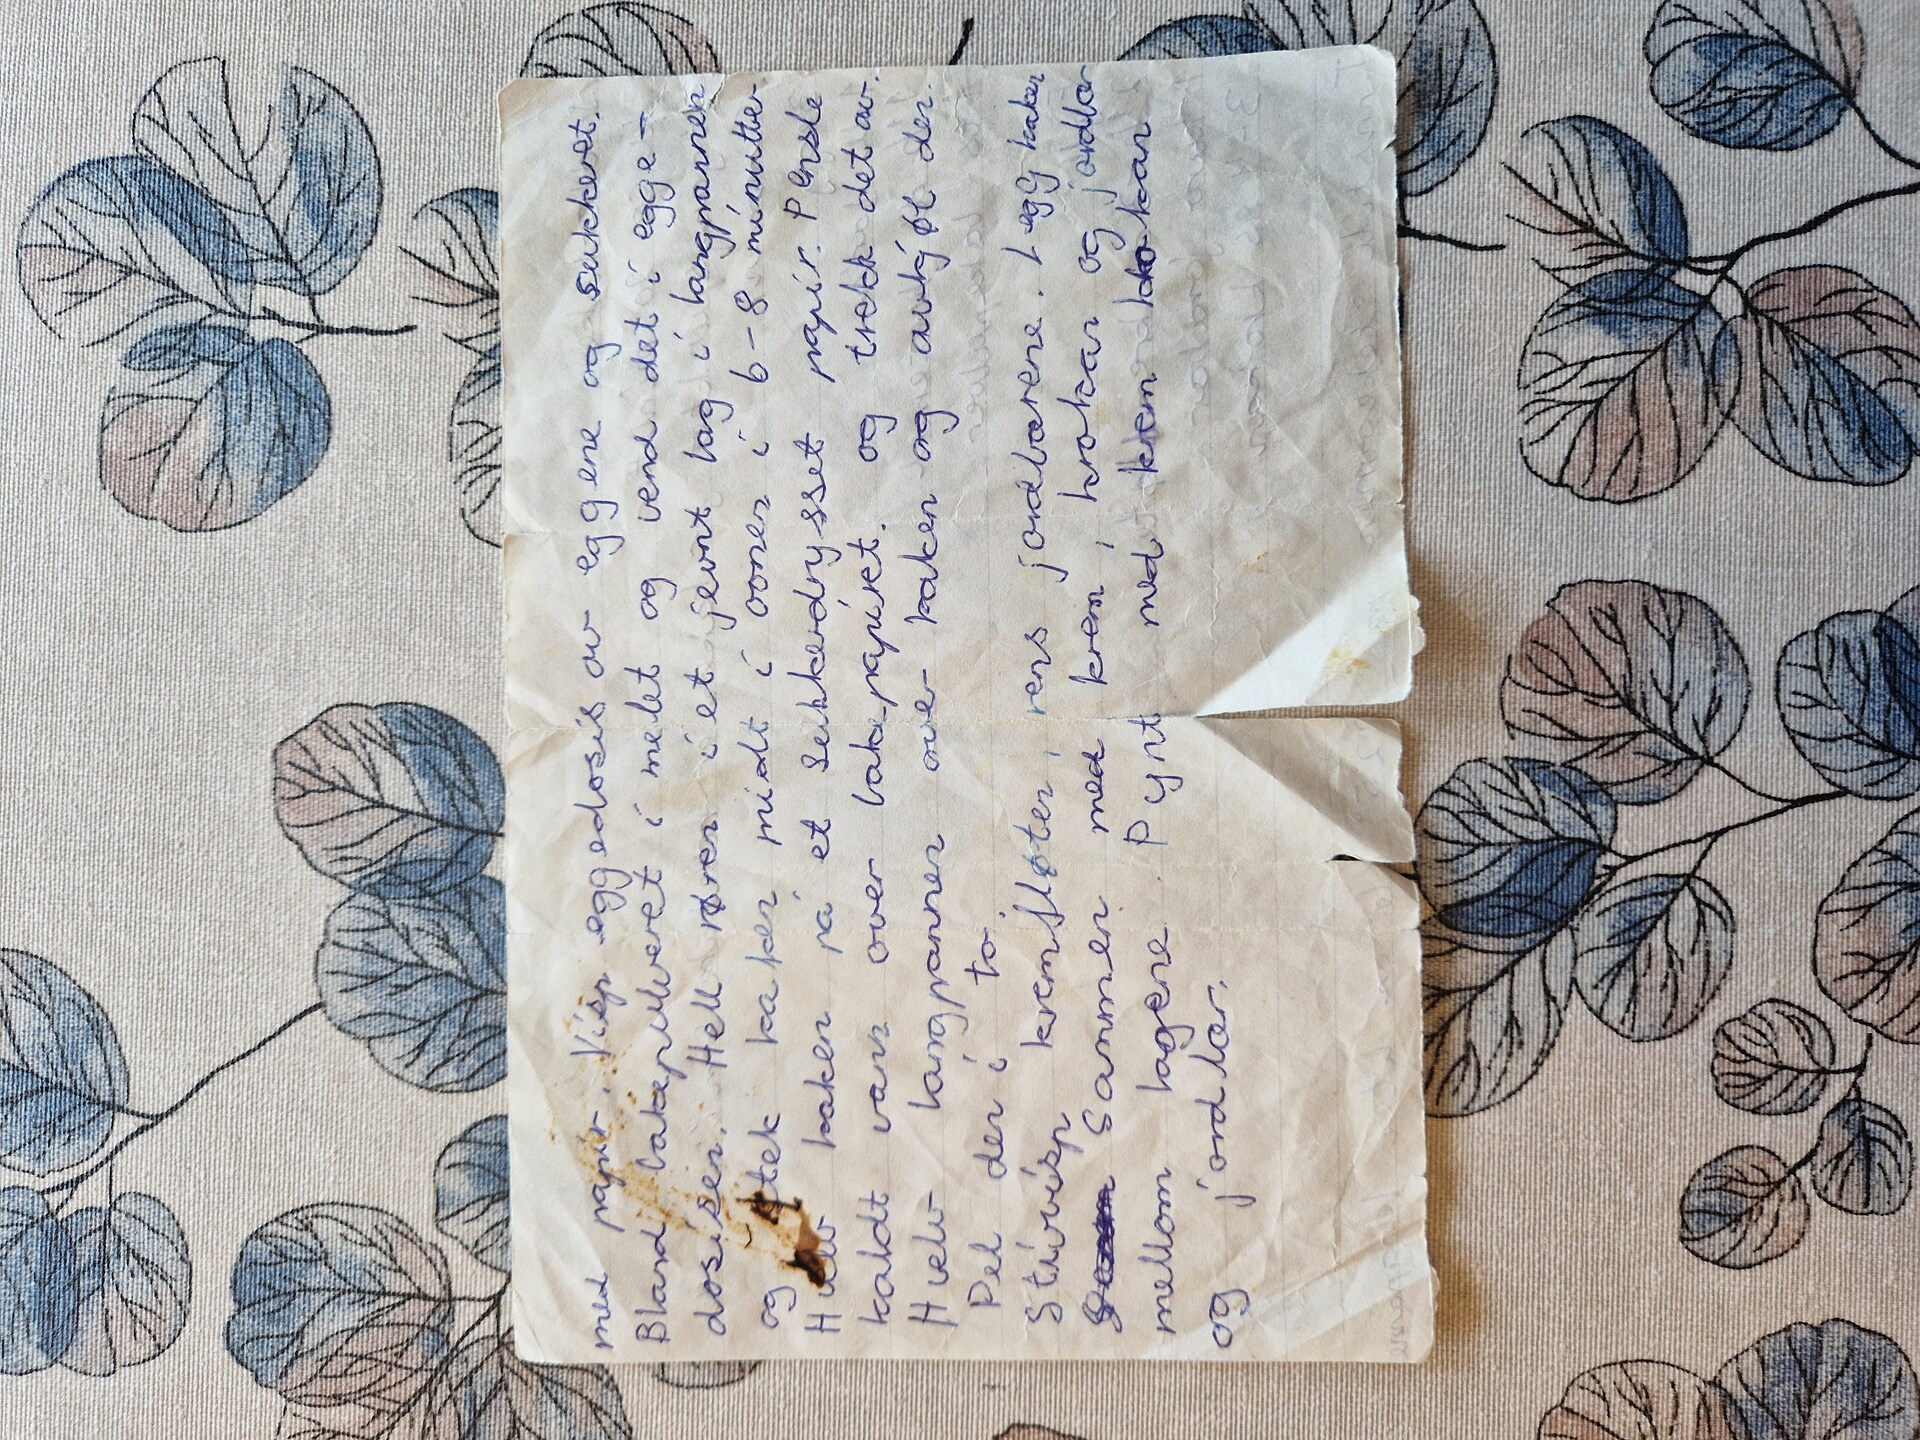 med papir. Visp eggedosis av eggene og sukkeret.
Bland bakepulveret i melet og vend det i egge-
dosisen. Hell røren i et jevnt lag i langpannen
og stek kaken midt i ovnen i 6-8 minutter
Hvelv kaken på et sukkerdrysset papir. Pensle
kaldt vann over bakepapiret. og trekk det av.
Hvelv langpannen over kaken og avkjøl den.
Del den i to.
Stivvisp kremfløten, rens jordbærene. Legg kaken
Sammen med krem, krokan og jordbær
mellom lagene. Pynt med krem krokan
og jordbær.